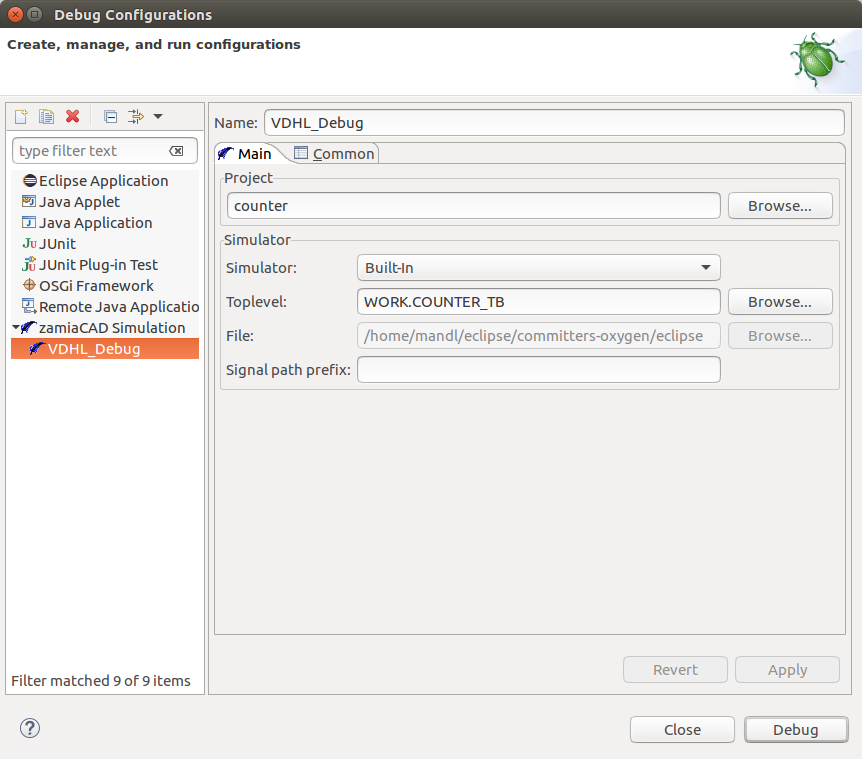 Debug Configurations
Create, manage, and run configurations
type filter text
Eclipse Application
Java Applet
Java Application
JUnit
JUnit Plug-in Test
OSGi Framework
Remote Java Applicatio
zamiaCAD Simulation
VDHL_Debug
Filter matched 9 of 9 items
Name: VDHL_Debug
Main Common
Project
counter Browse...
Simulator
Simulator: Built-In
Toplevel: WORK.COUNTER_TB Browse...
File: /home/mandl/eclipse/committers-oxygen/eclipse Browse...
Signal path prefix:
Revert Apply
? Close Debug